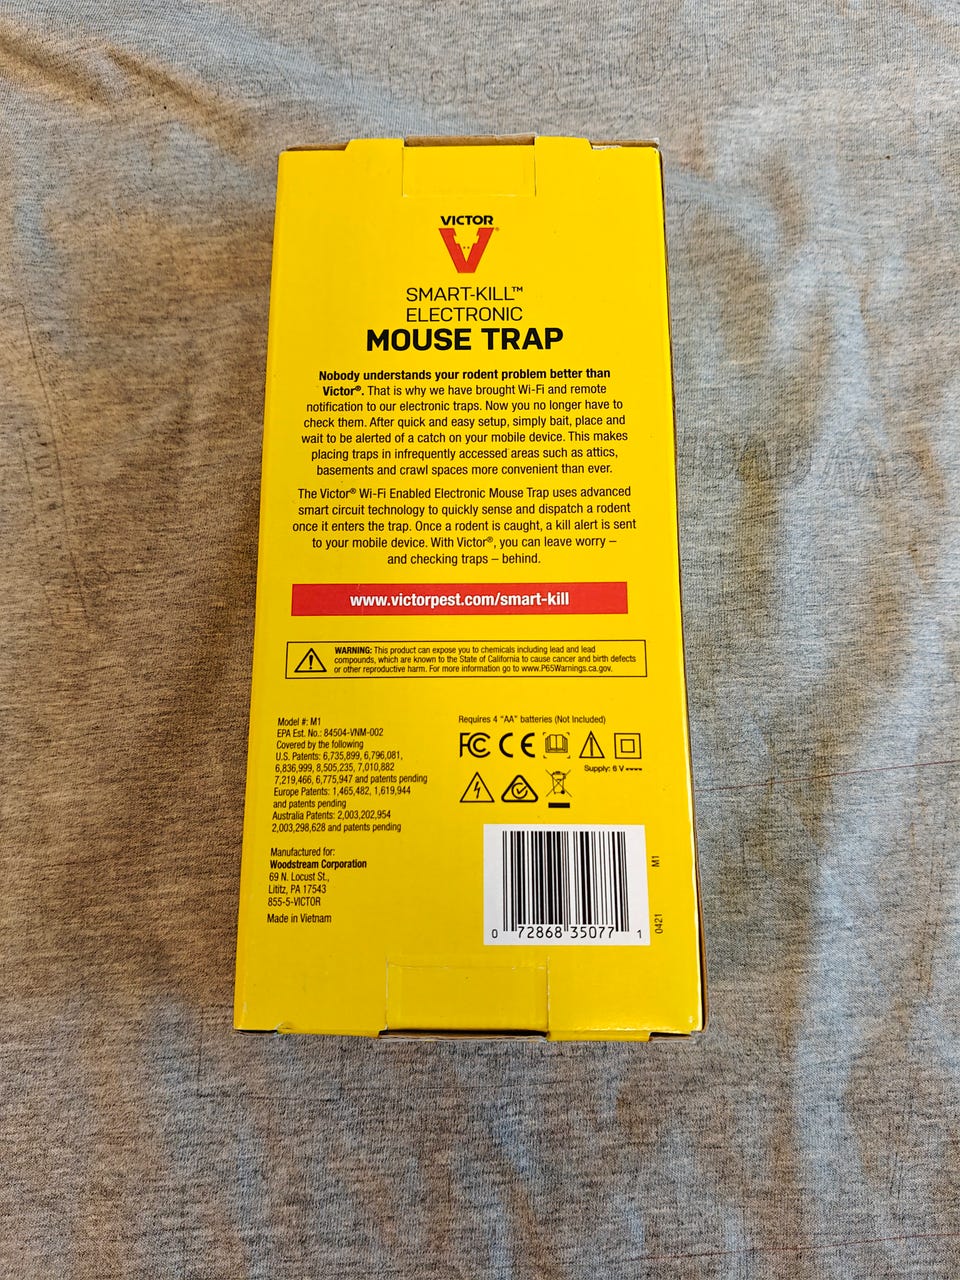 VICTOR
V®
SMART-KILL™
ELECTRONIC
MOUSE TRAP
Nobody understands your rodent problem better than
Victor®. That is why we have brought Wi-Fi and remote
notification to our electronic traps. Now you no longer have to
check them. After quick and easy setup, simply bait, place and
wait to be alerted of a catch on your mobile device. This makes
placing traps in infrequently accessed areas such as attics,
basements and crawl spaces more convenient than ever.
The Victor® Wi-Fi Enabled Electronic Mouse Trap uses advanced
smart circuit technology to quickly sense and dispatch a rodent
once it enters the trap. Once a rodent is caught, a kill alert is sent
to your mobile device. With Victor®, you can leave worry –
and checking traps – behind.
www.victorpest.com/smart-kill
WARNING: This product can expose you to chemicals including lead and lead
compounds, which are known to the State of California to cause cancer and birth defects
or other reproductive harm. For more information go to www.P65Warnings.ca.gov.
Model #: M1
EPA Est. No.: 84504-VNM-002
Covered by the following
U.S. Patents: 6,735,899, 6,796,081,
6,836,999, 8,505,235, 7,010,882
7,219,466, 6,775,947 and patents pending
Europe Patents: 1,465,482, 1,619,944
and patents pending
Australia Patents: 2,003,202,954
2,003,298,628 and patents pending
Manufactured for:
Woodstream Corporation
69 N. Locust St.,
Lititz, PA 17543
855-5-VICTOR
Made in Vietnam
Requires 4 "AA" batteries (Not Included)
FC CE
Supply: 6 V
0 72868 35077 1
M1
0421